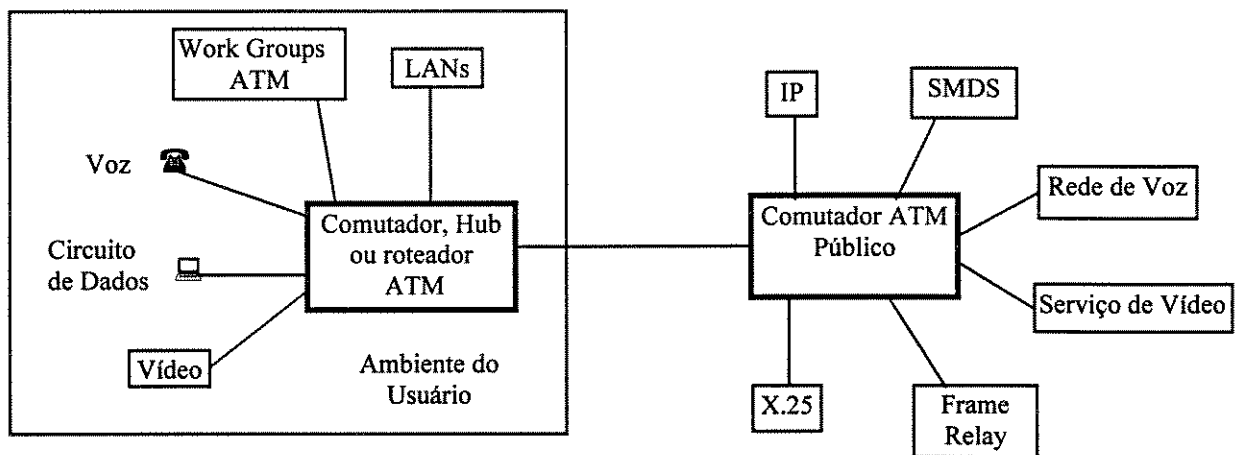 Work Groups
ATM
LANs
Voz
Circuito
de Dados
Vídeo
Comutador, Hub
ou roteador
ATM
Ambiente do
Usuário
IP
SMDS
Comutador ATM
Público
Rede de Voz
Serviço de Vídeo
X.25
Frame
Relay